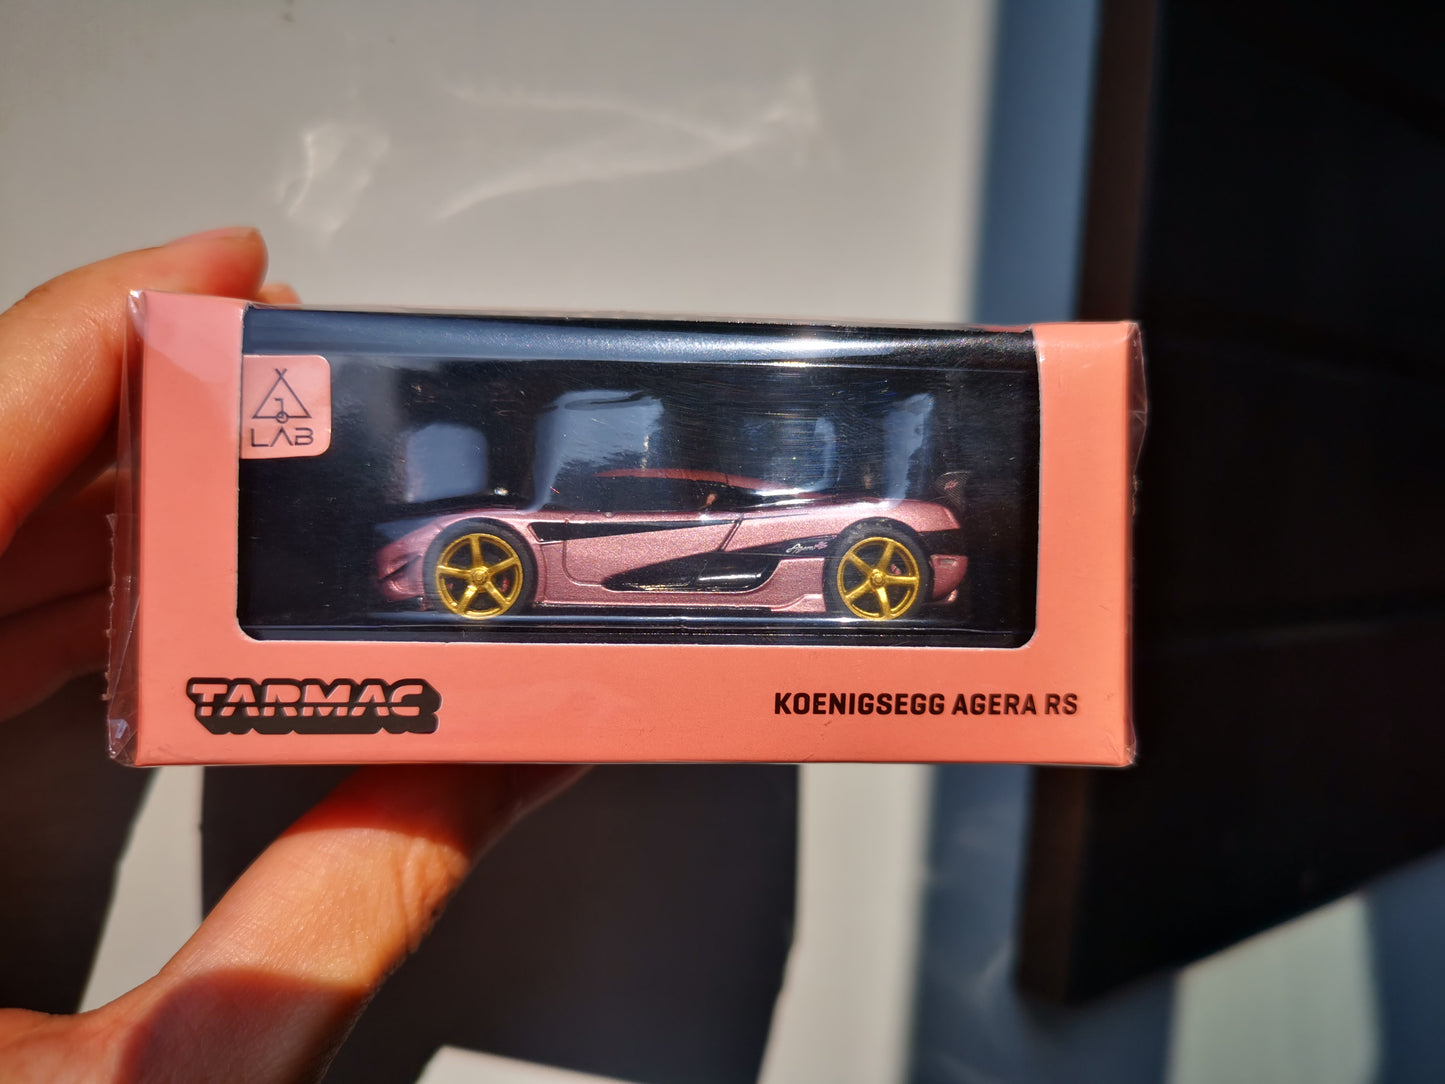 LAB
TARMAC
KOENIGSEGG AGERA RS